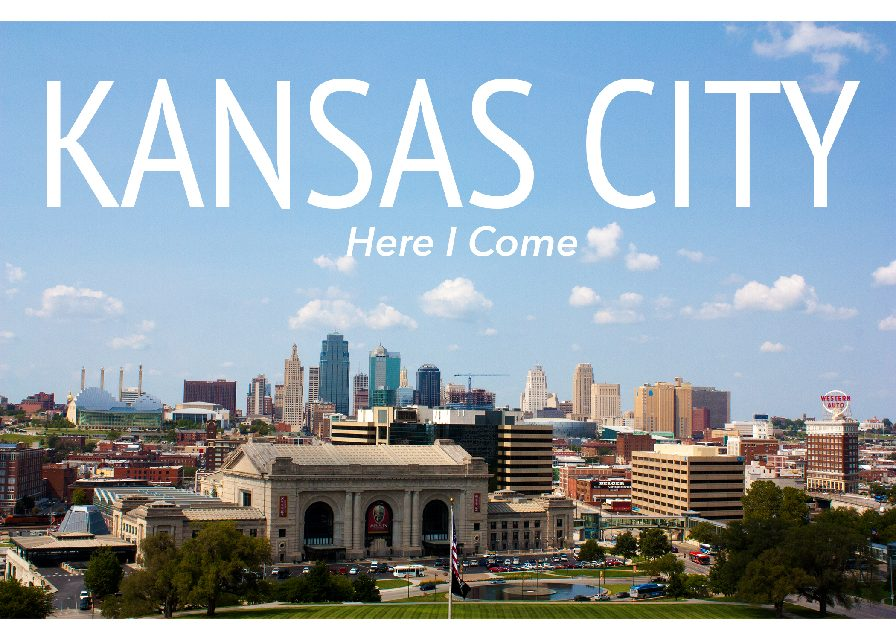 KANSAS CITY
Here I Come
WESTERN
AUTO